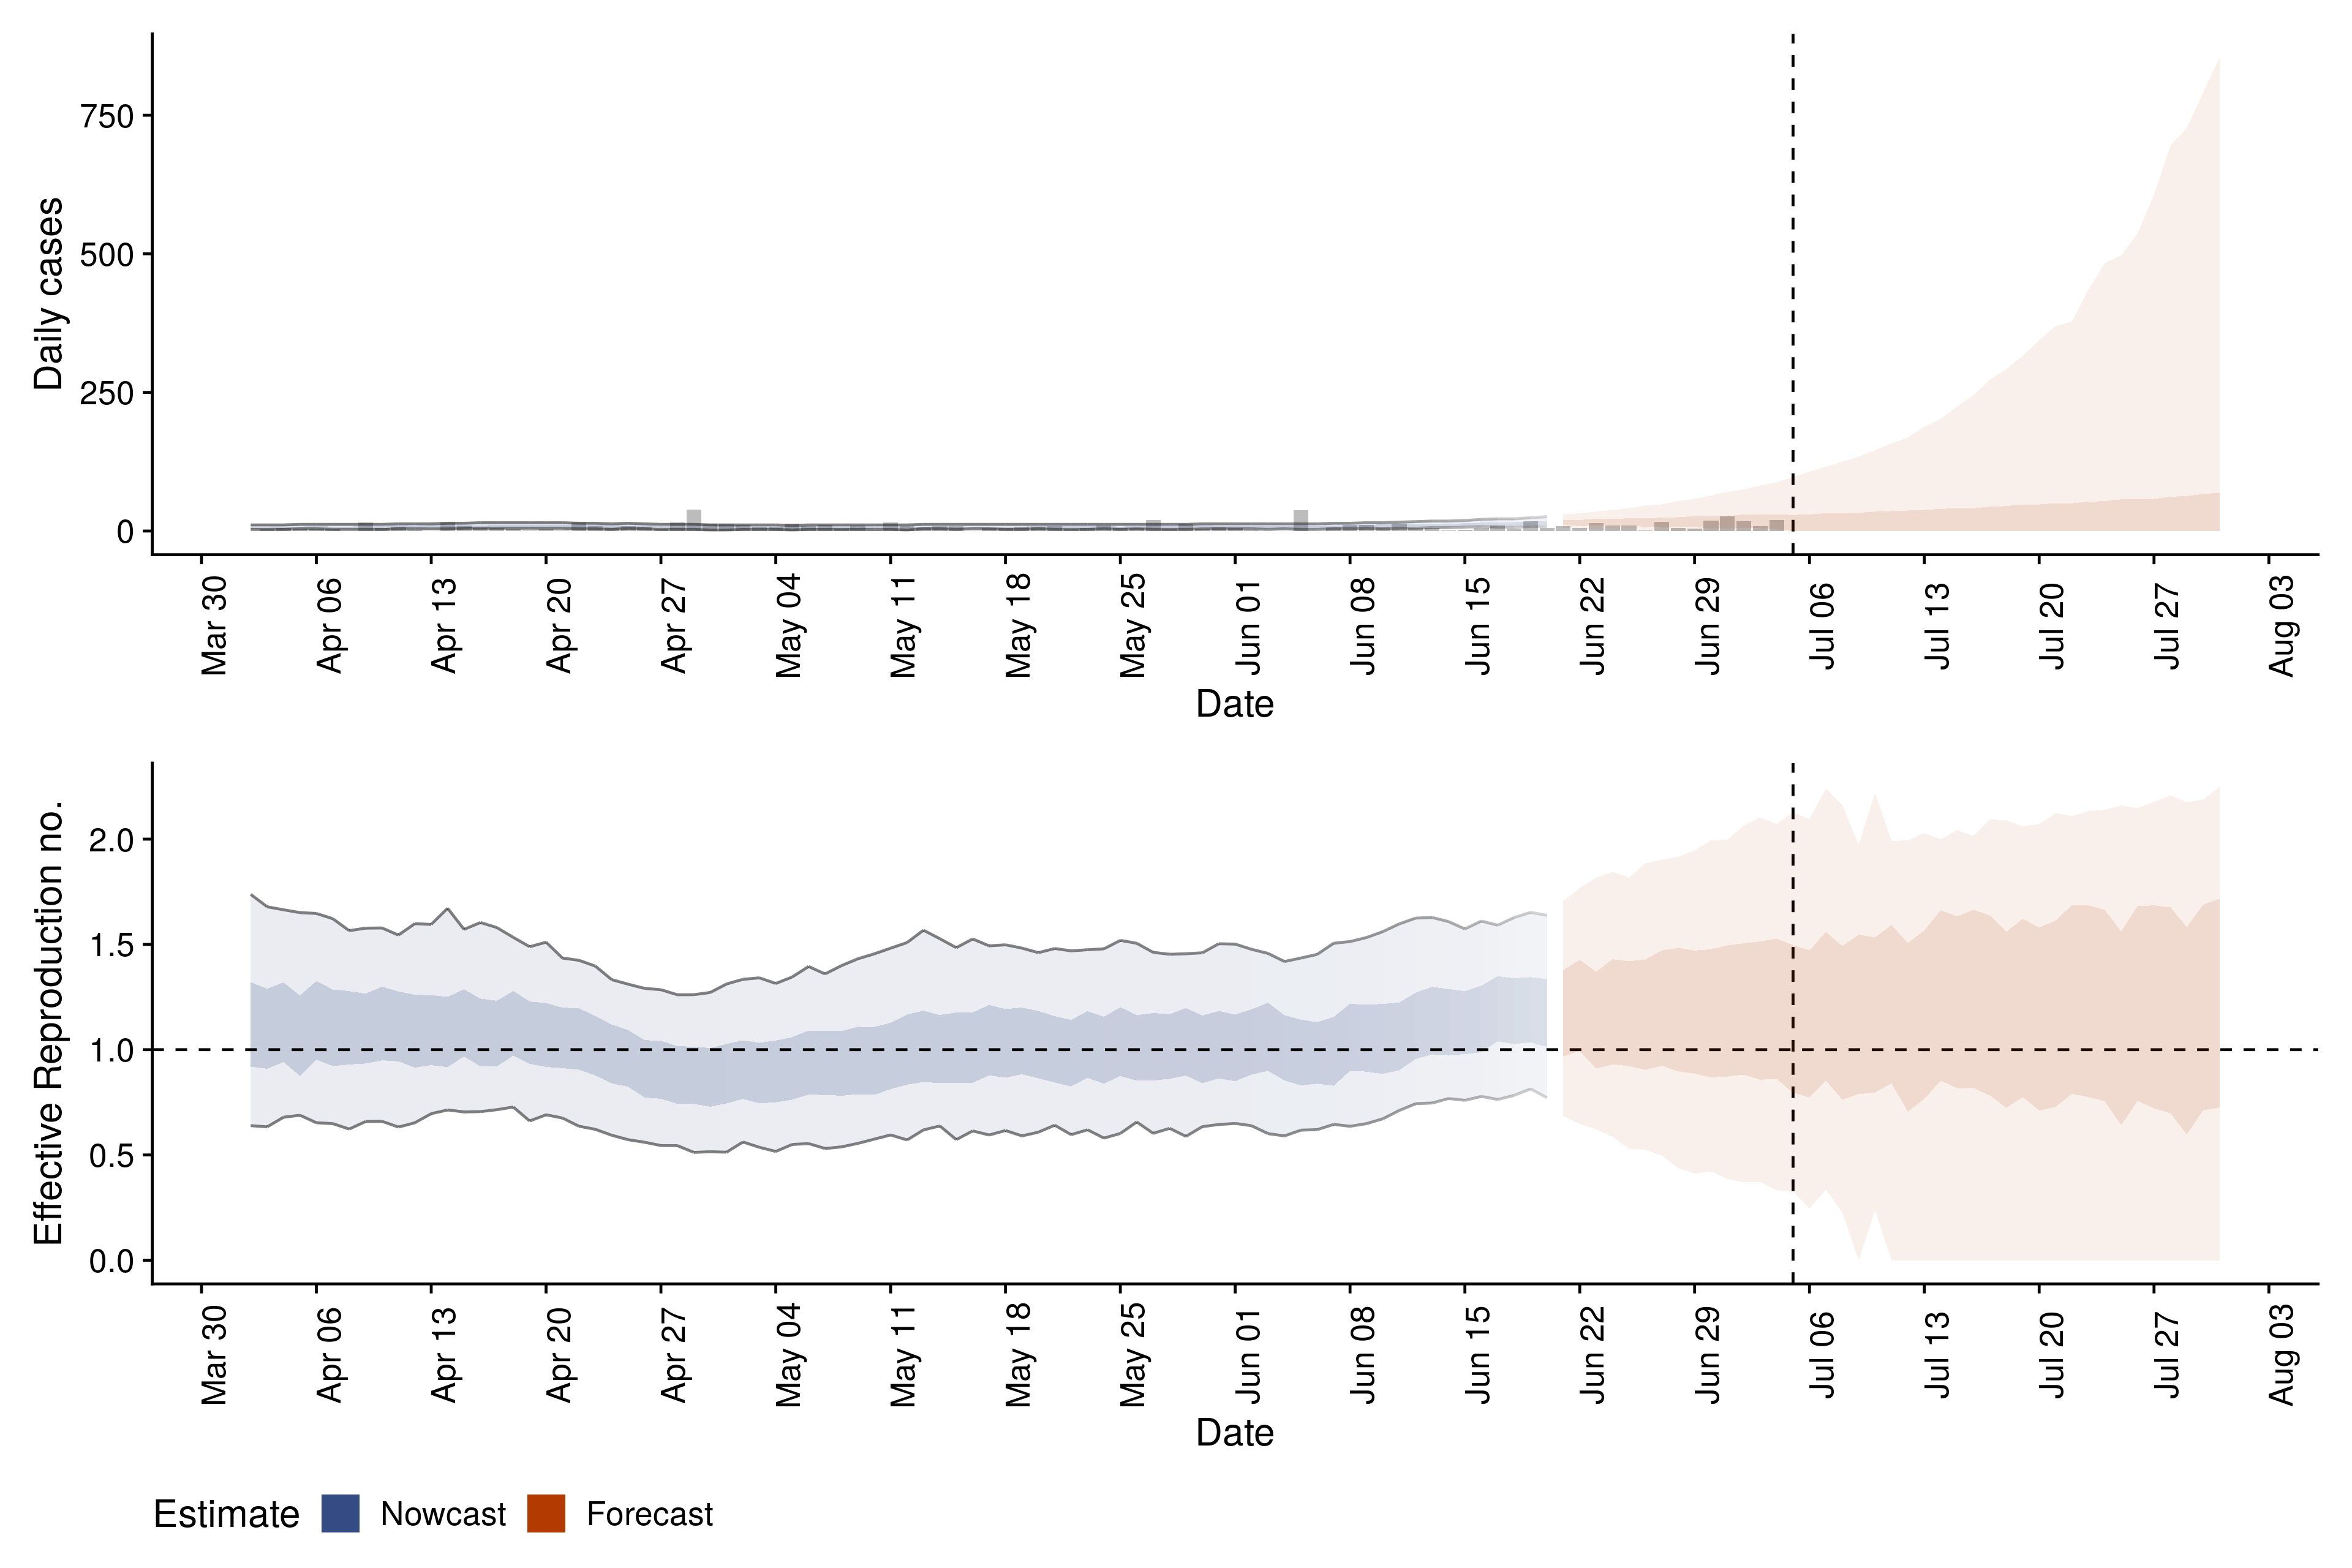 Daily cases
750
500
250
0
Mar 30
Apr 06
Apr 13
Apr 20
Apr 27
May 04
May 11
May 18
May 25
Jun 01
Jun 08
Jun 15
Jun 22
Jun 29
Jul 06
Jul 13
Jul 20
Jul 27
Aug 03
Date
Effective Reproduction no.
2.0
1.5
1.0
0.5
0.0
Mar 30
Apr 06
Apr 13
Apr 20
Apr 27
May 04
May 11
May 18
May 25
Jun 01
Jun 08
Jun 15
Jun 22
Jun 29
Jul 06
Jul 13
Jul 20
Jul 27
Aug 03
Date
Estimate Nowcast Forecast